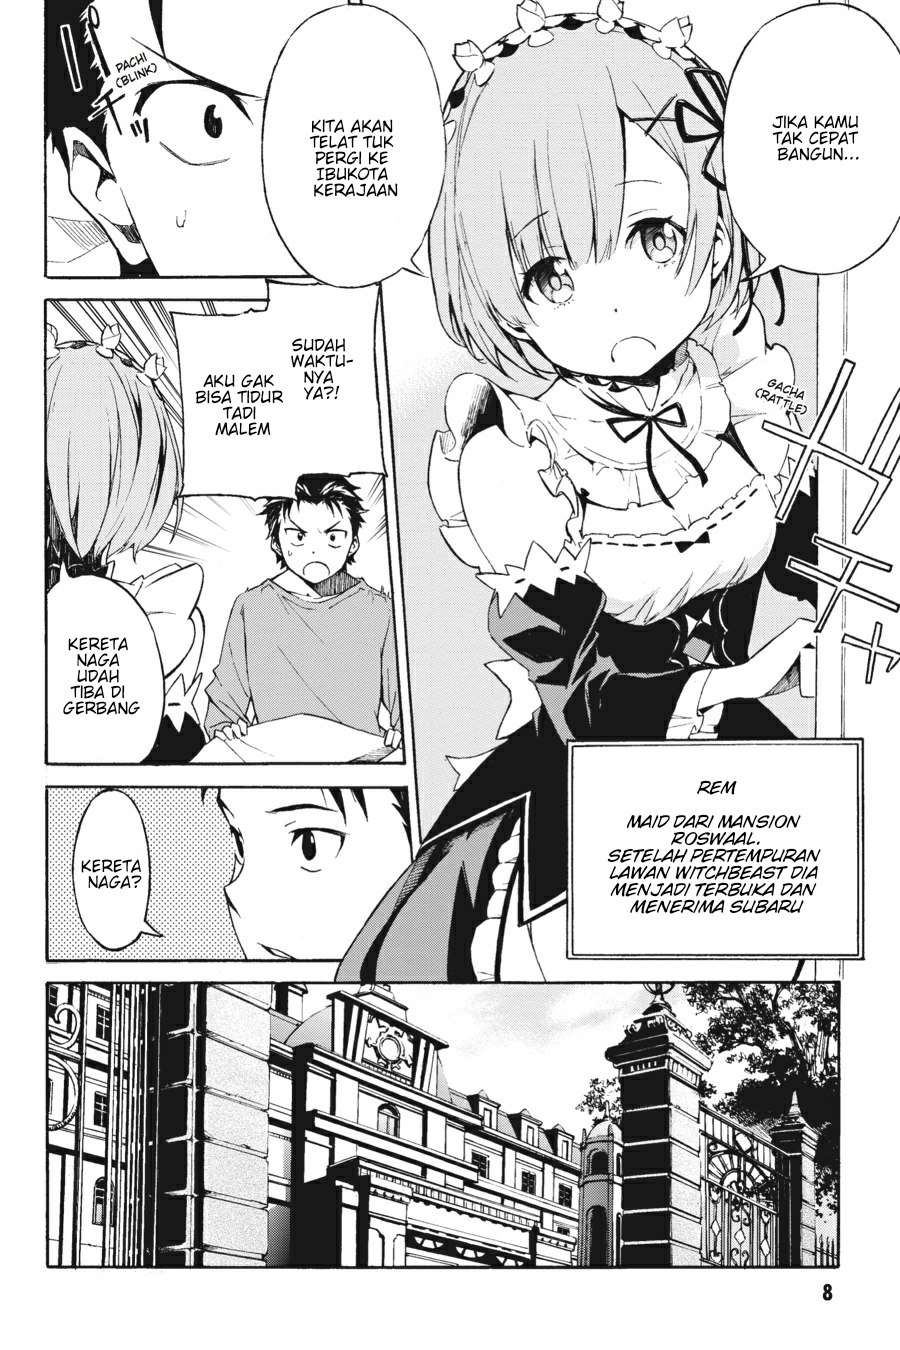 JIKA KAMU
TAK CEPAT
BANGUN...
KITA AKAN
TELAT TUK
PERGI KE
IBUKOTA
KERAJAAN
PACHI
(BLINK)
GACHA
(RATTLE)
SUDAH
WAKTU-
NYA
YA?!
AKU GAK
BISA TIDUR
TADI
MALEM
KERETA
NAGA
UDAH
TIBA DI
GERBANG
REM
MAID DARI MANSION
ROSWAAL.
SETELAH PERTEMPURAN
LAWAN WITCHBEAST DIA
MENJADI TERBUKA DAN
MENERIMA SUBARU
KERETA
NAGA?
8